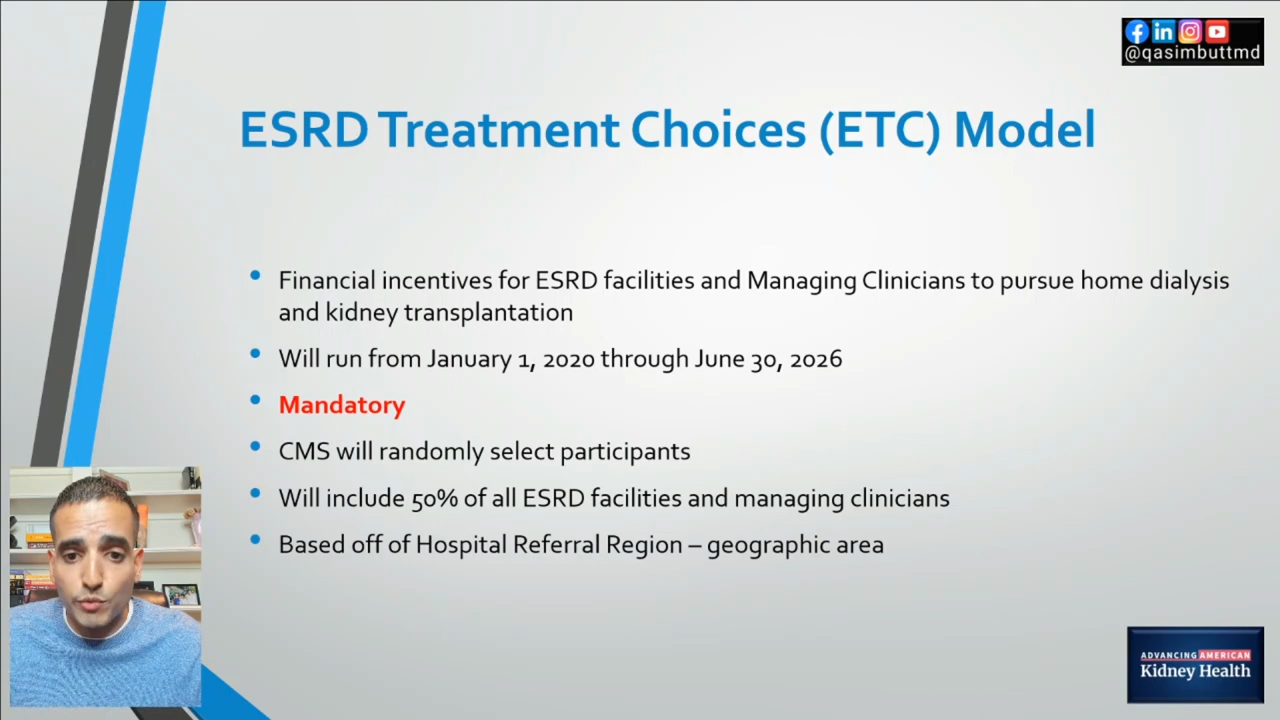 @qasimbuttmd
ESRD Treatment Choices (ETC) Model
• Financial incentives for ESRD facilities and Managing Clinicians to pursue home dialysis
and kidney transplantation
• Will run from January 1, 2020 through June 30, 2026
• Mandatory
• CMS will randomly select participants
• Will include 50% of all ESRD facilities and managing clinicians
• Based off of Hospital Referral Region – geographic area
ADVANCING AMERICAN
Kidney Health